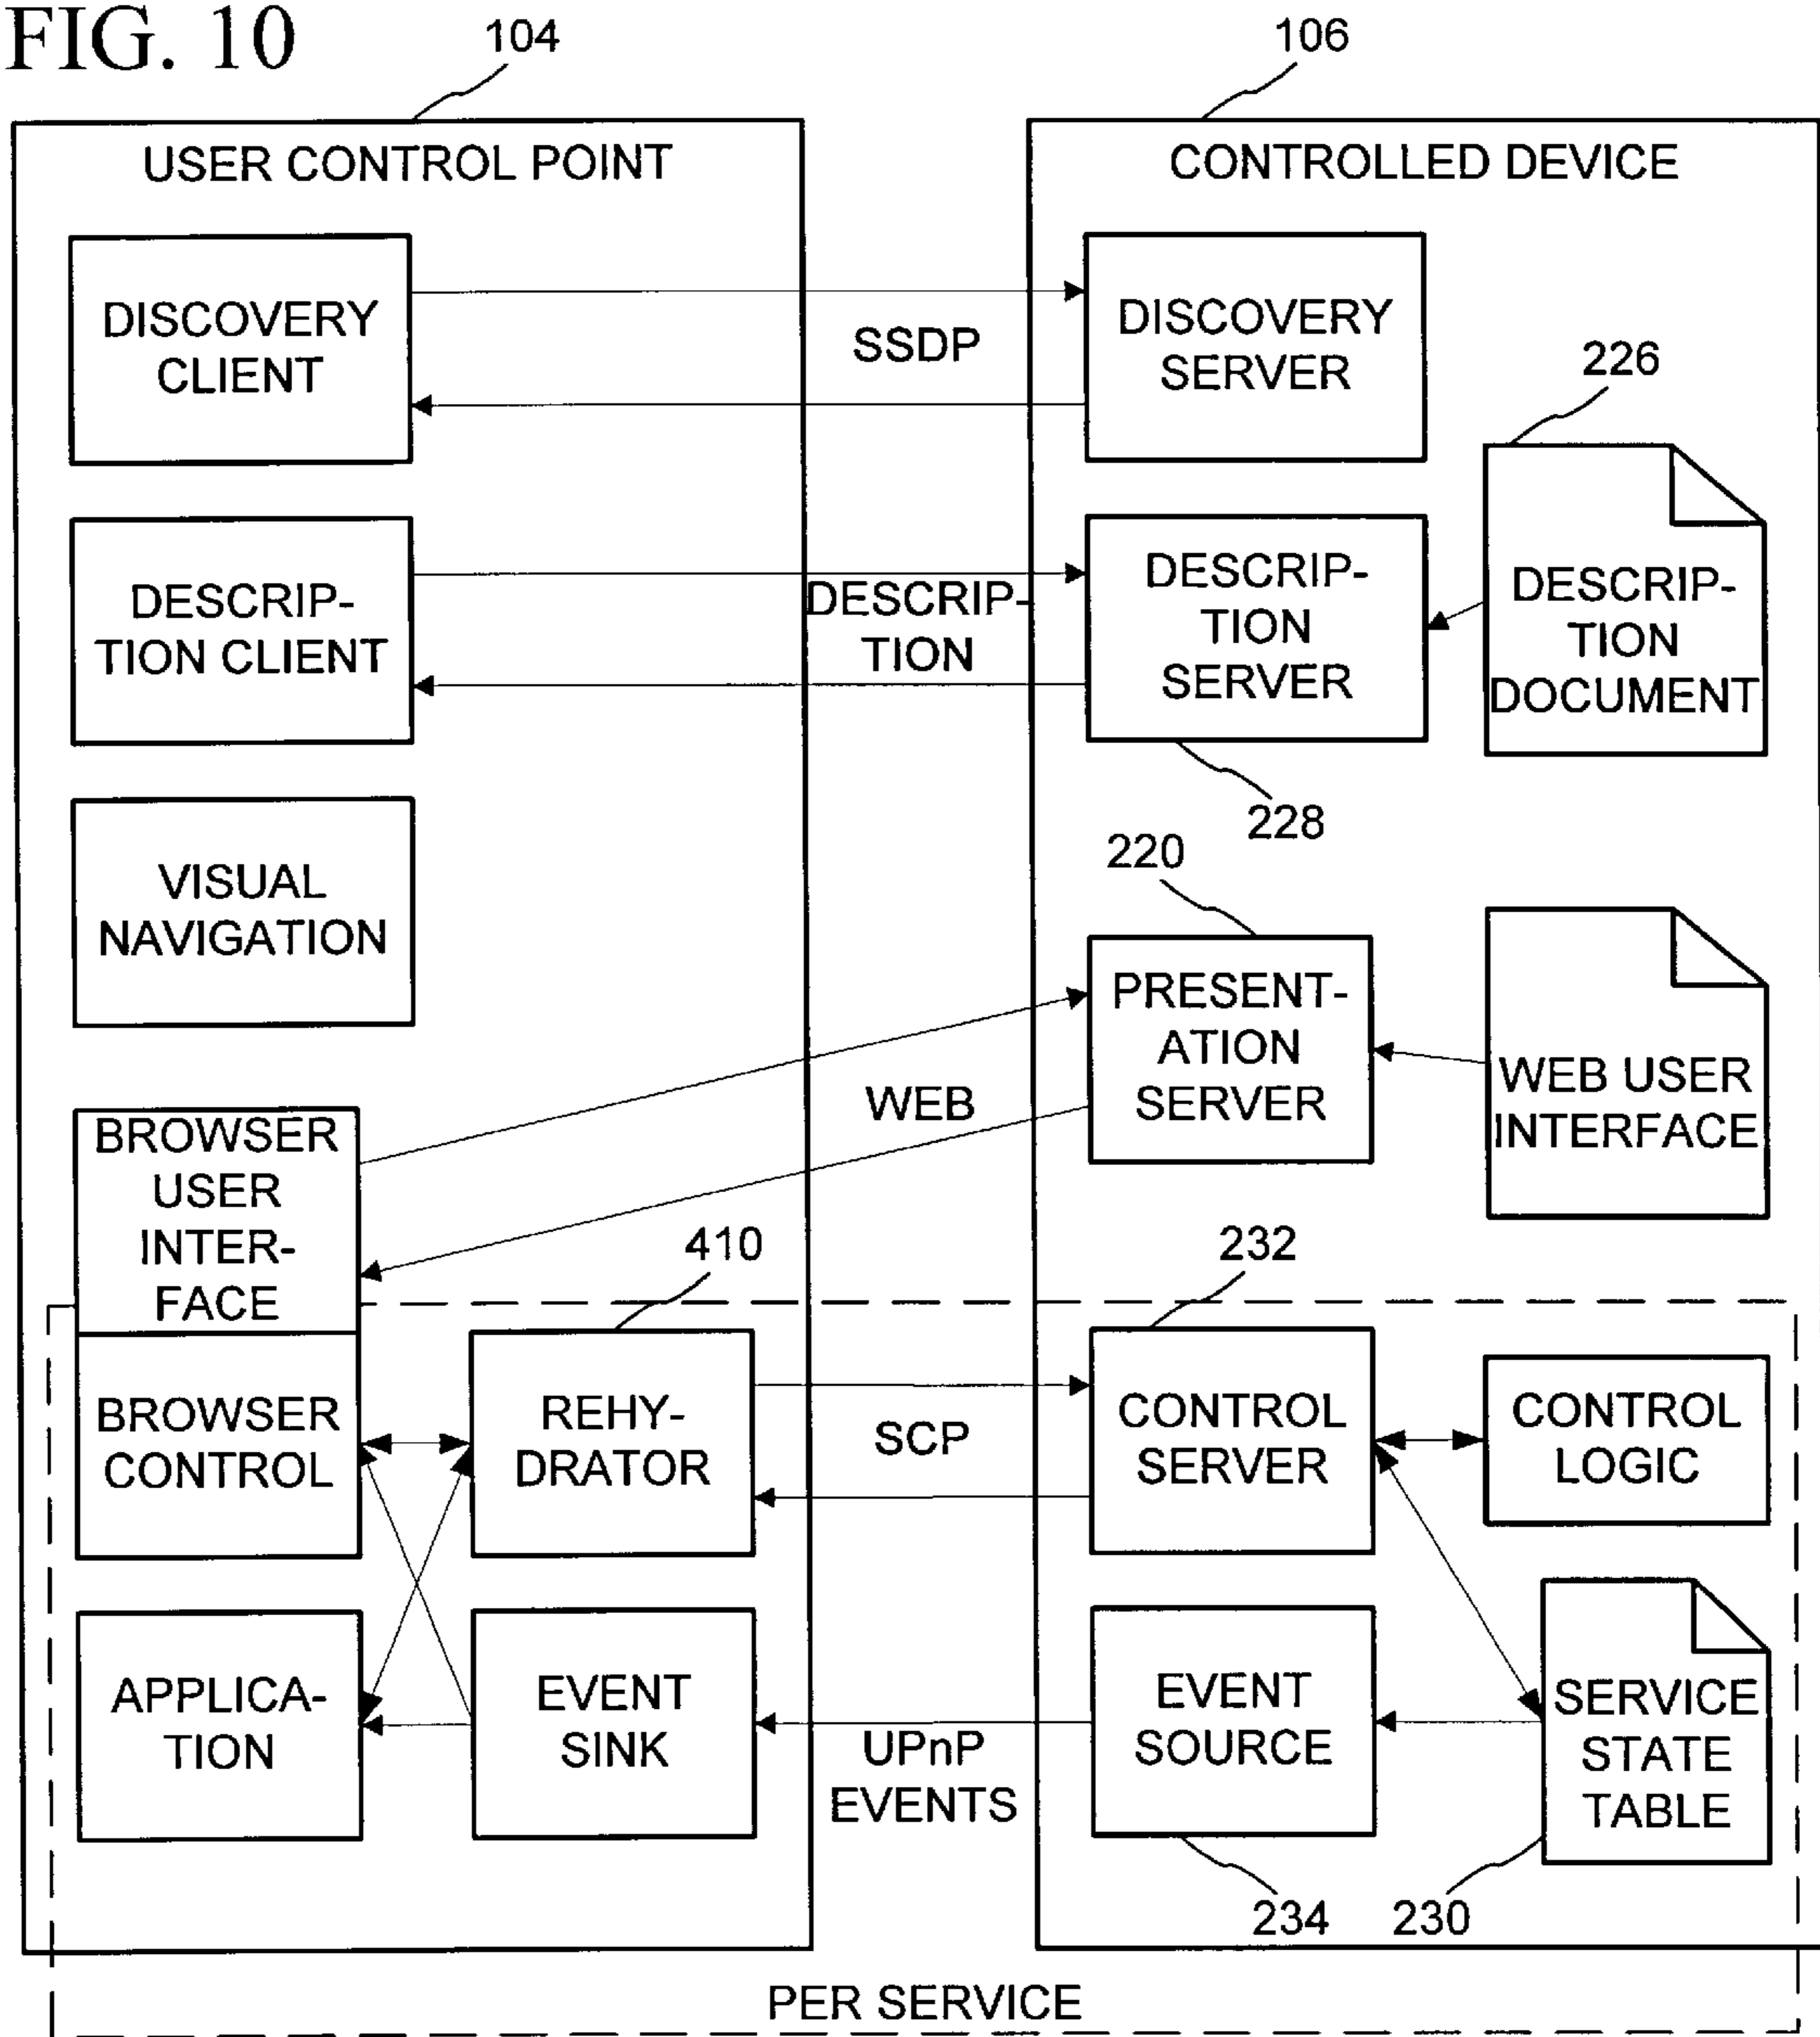 FIG. 10
104
106
USER CONTROL POINT
CONTROLLED DEVICE
DISCOVERY
CLIENT
SSDP
DISCOVERY
SERVER
226
DESCRIP-
TION CLIENT
DESCRIP-
TION
DESCRIP-
TION
SERVER
DESCRIP-
TION
DOCUMENT
228
VISUAL
NAVIGATION
220
PRESENT-
ATION
SERVER
WEB USER
INTERFACE
WEB
BROWSER
USER
INTER-
FACE
410
232
BROWSER
CONTROL
REHY-
DRATOR
SCP
CONTROL
SERVER
CONTROL
LOGIC
APPLICA-
TION
EVENT
SINK
UPnP
EVENTS
EVENT
SOURCE
SERVICE
STATE
TABLE
234
230
PER SERVICE